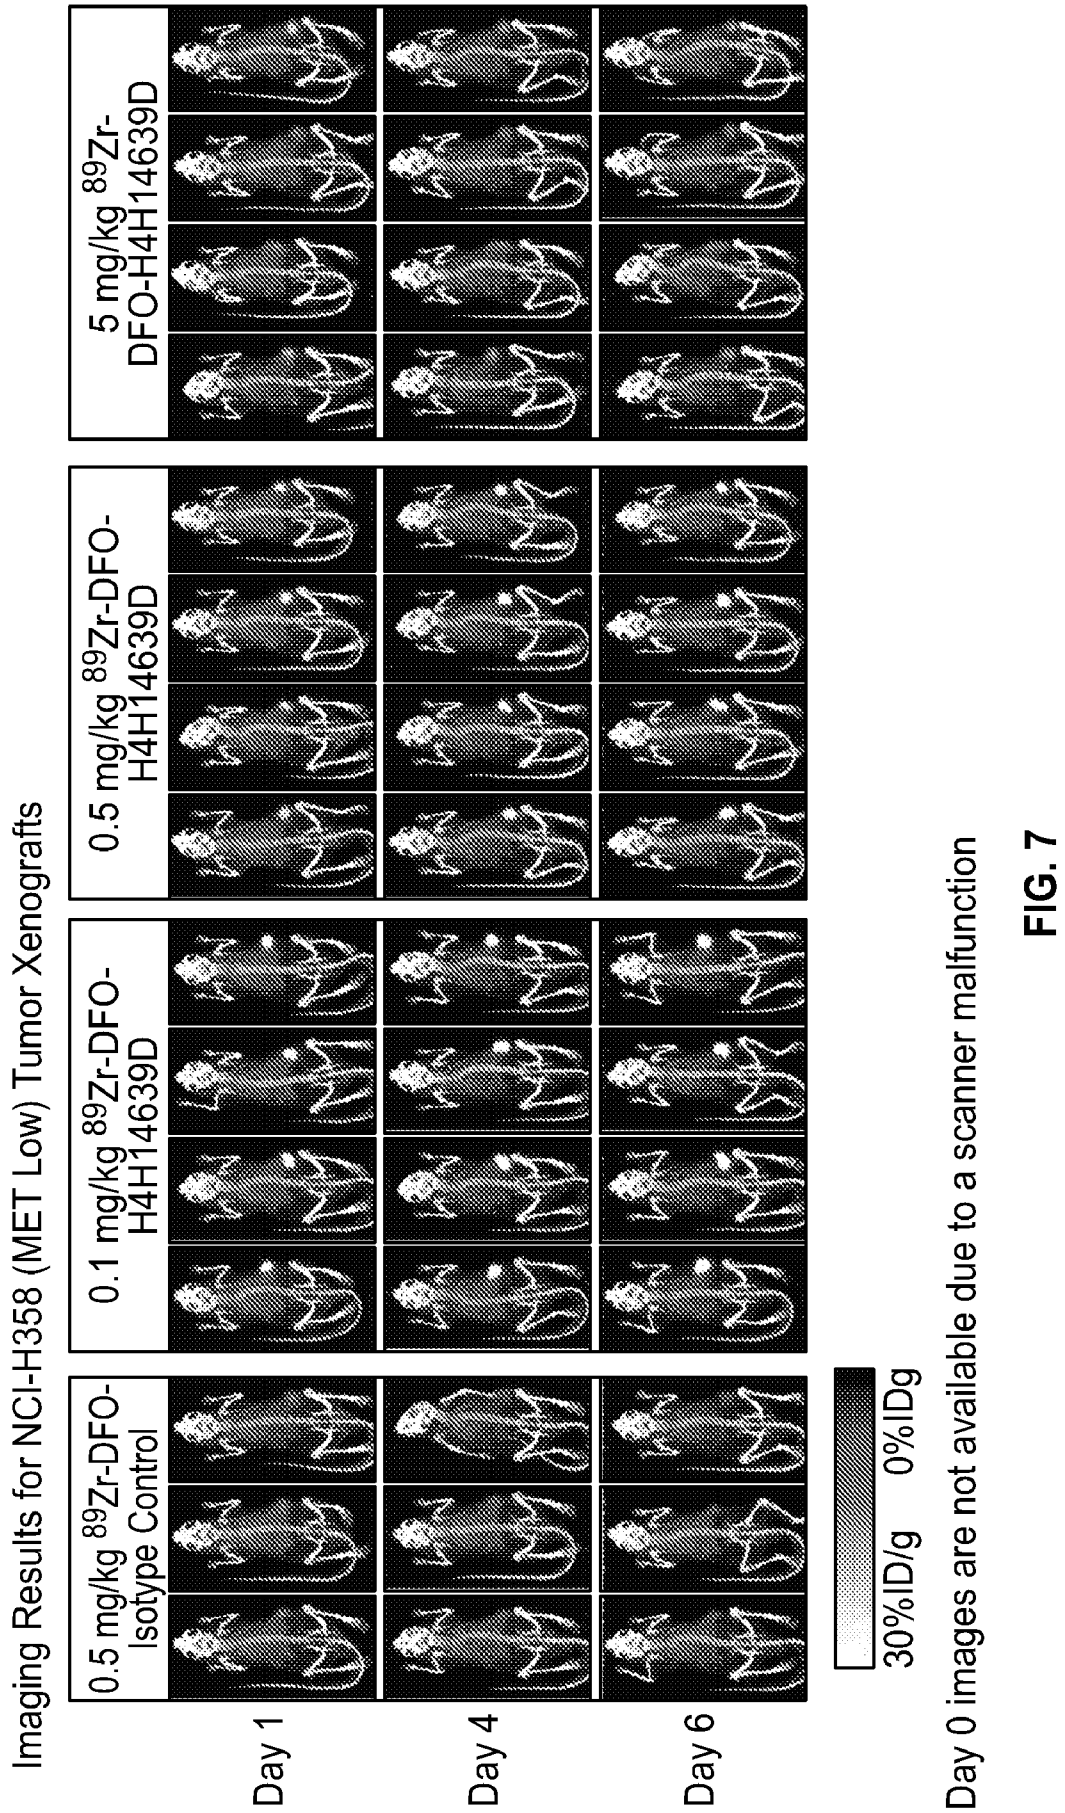 Imaging Results for NCI-H358 (MET Low) Tumor Xenografts
0.5 mg/kg ⁸⁹Zr-DFO-
Isotype Control
0.1 mg/kg ⁸⁹Zr-DFO-
H4H14639D
0.5 mg/kg ⁸⁹Zr-DFO-
H4H14639D
5 mg/kg ⁸⁹Zr-
DFO-H4H14639D
Day 1
Day 4
Day 6
30%ID/g 0%IDg
Day 0 images are not available due to a scanner malfunction
FIG. 7